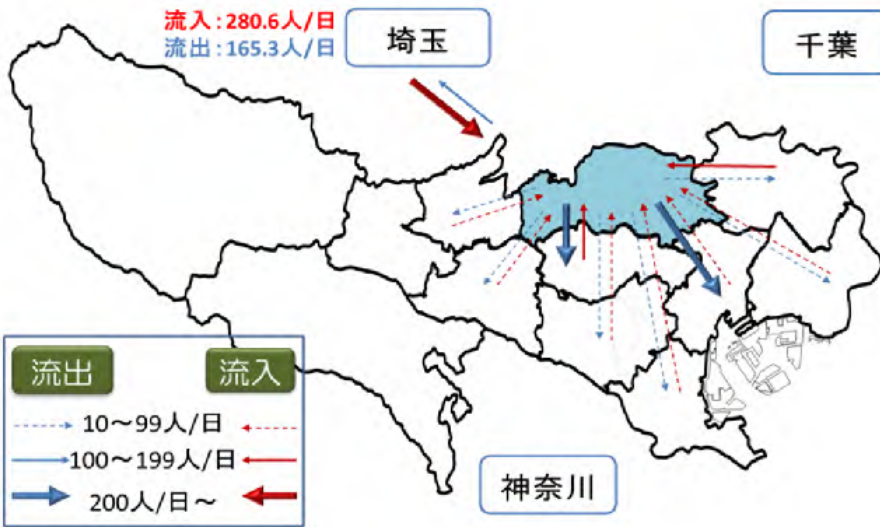 流入:280.6人/日
流出:165.3人/日
埼玉
千葉
流出 流入
10～99人/日
100～199人/日
200人/日～
神奈川